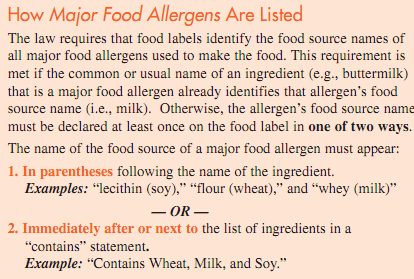 How Major Food Allergens Are Listed
The law requires that food labels identify the food source names of
all major food allergens used to make the food. This requirement is
met if the common or usual name of an ingredient (e.g., buttermilk)
that is a major food allergen already identifies that allergen's food
source name (i.e., milk). Otherwise, the allergen's food source name
must be declared at least once on the food label in one of two ways.
The name of the food source of a major food allergen must appear:
1. In parentheses following the name of the ingredient.
Examples: “lecithin (soy),” “flour (wheat),” and “whey (milk)”
— OR —
2. Immediately after or next to the list of ingredients in a
“contains” statement.
Example: “Contains Wheat, Milk, and Soy.”